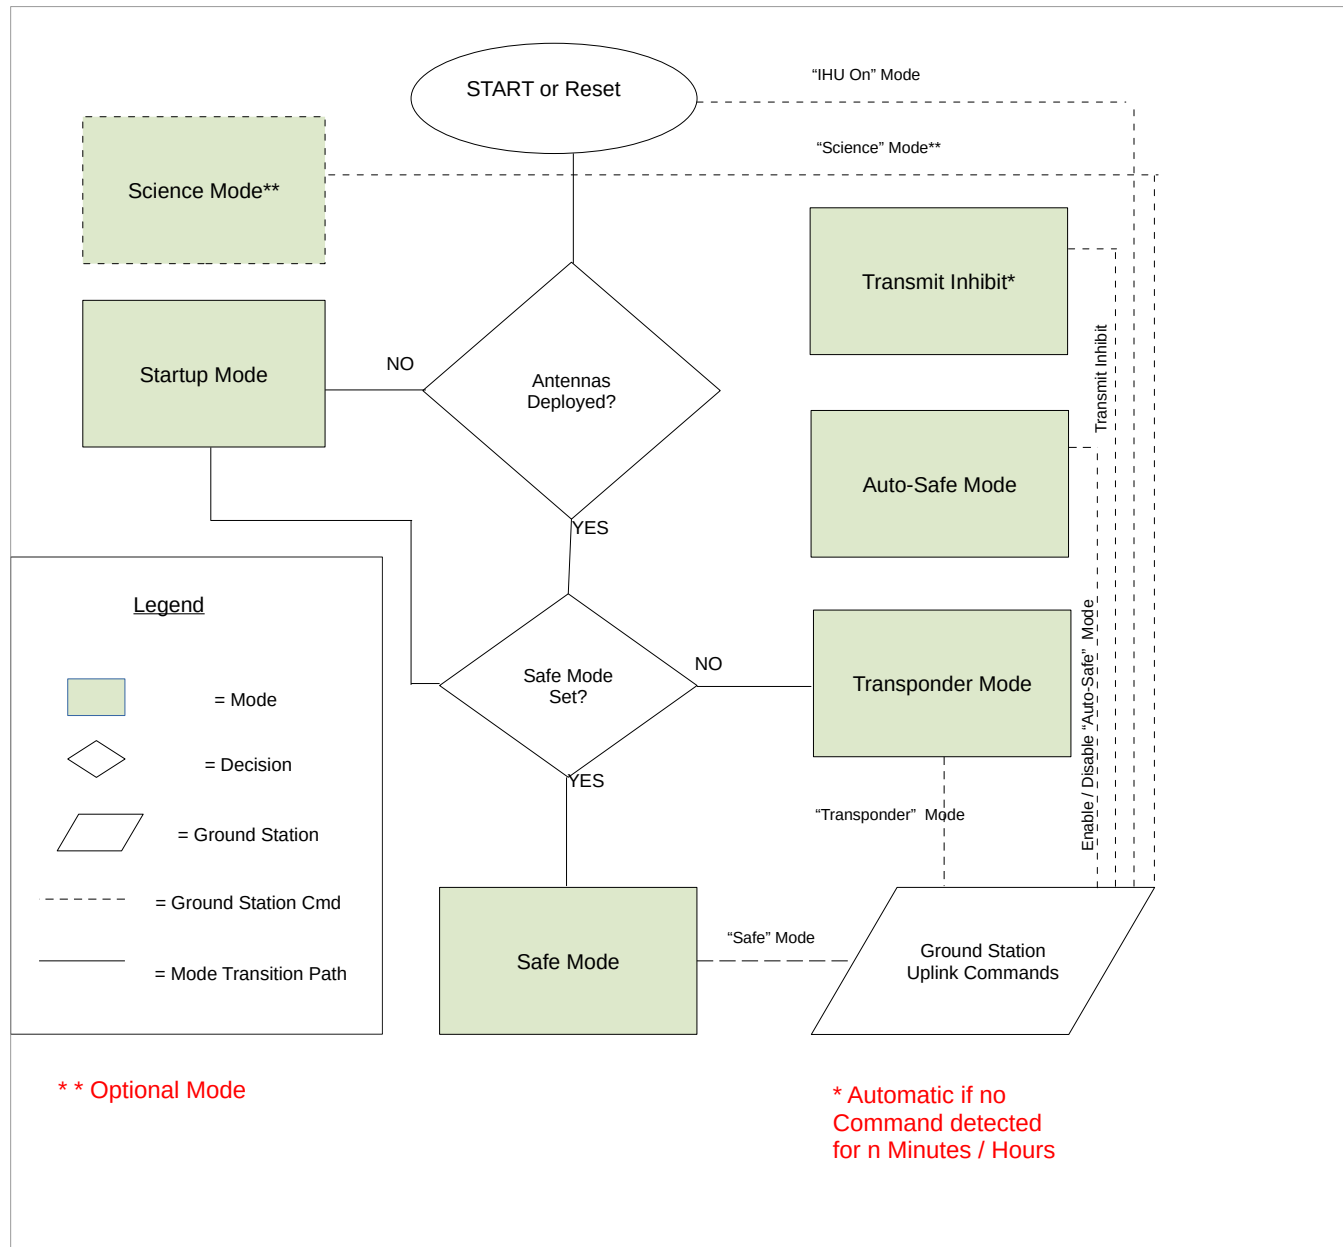 START or Reset
“IHU On” Mode
“Science” Mode**
Science Mode**
Transmit Inhibit*
Startup Mode
NO
Antennas
Deployed?
Transmit Inhibit
Auto-Safe Mode
YES
Legend
= Mode
= Decision
= Ground Station
= Ground Station Cmd
= Mode Transition Path
Safe Mode
Set?
NO
Transponder Mode
Enable / Disable “Auto-Safe” Mode
YES
“Transponder” Mode
Safe Mode
“Safe” Mode
Ground Station
Uplink Commands
* * Optional Mode
* Automatic if no
Command detected
for n Minutes / Hours